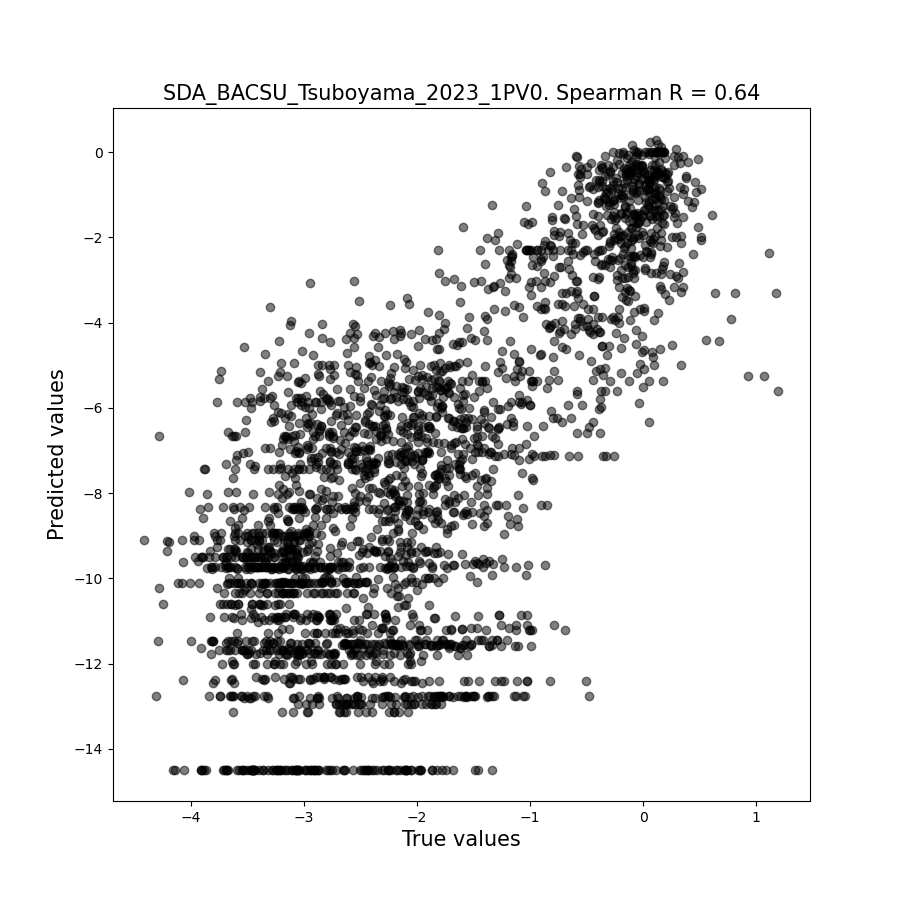 SDA_BACSU_Tsuboyama_2023_1PV0. Spearman R = 0.64
0
−2
−4
−6
−8
−10
−12
−14
Predicted values
−4 −3 −2 −1 0 1
True values